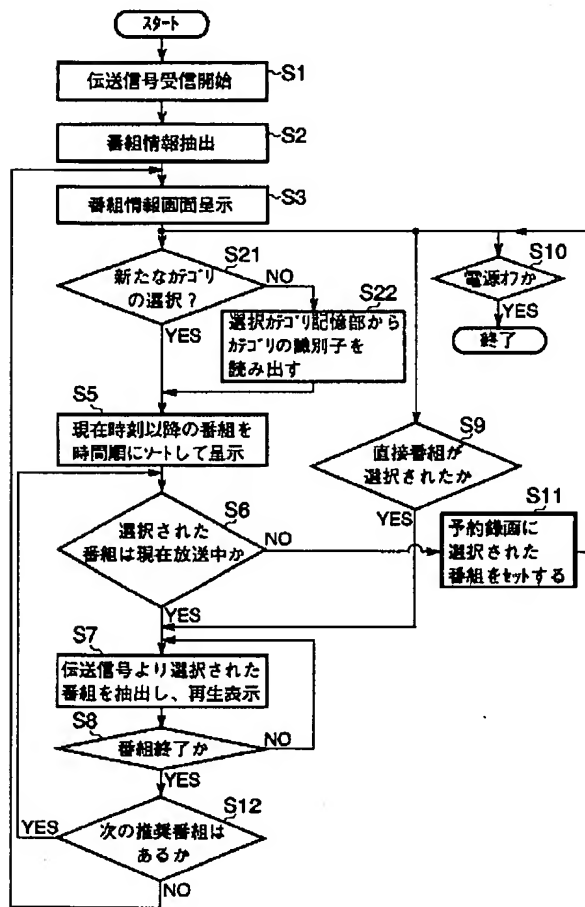 スタート
伝送信号受信開始
S1
番組情報抽出
S2
番組情報画面呈示
S3
新たなカテゴリ
の選択？
S21
NO
YES
選択カテゴリ記憶部から
カテゴリの識別子を
読み出す
S22
電源オフか
S10
YES
終了
S5
現在時刻以降の番組を
時間順にソートして呈示
直接番組が
選択されたか
S9
YES
選択された
番組は現在放送中か
S6
NO
YES
予約録画に
選択された
番組をセットする
S11
S7
伝送信号より選択された
番組を抽出し、再生表示
S8
番組終了か
NO
YES
次の推奨番組は
あるか
S12
YES
NO